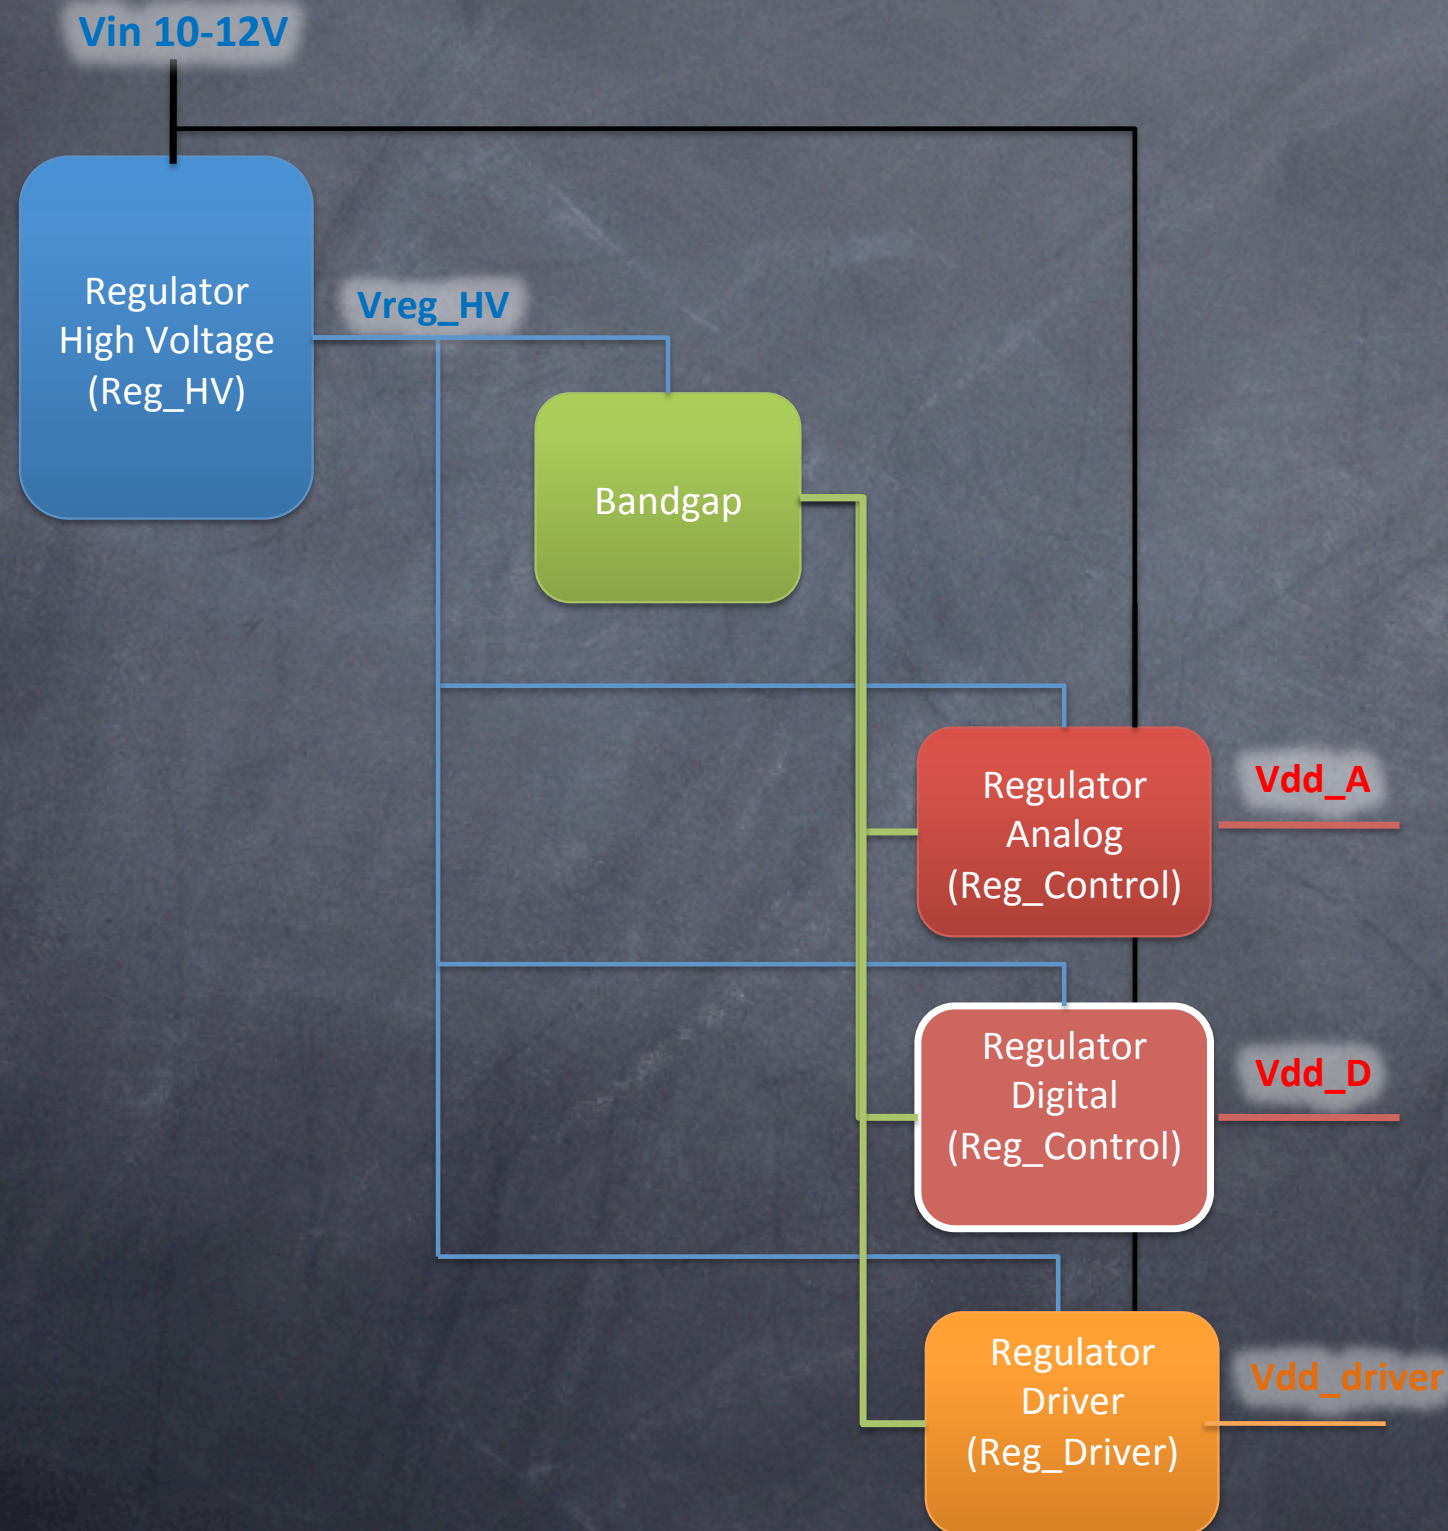 Vin 10-12V
Regulator
High Voltage
(Reg_HV)
Vreg_HV
Bandgap
Regulator
Analog
(Reg_Control)
Vdd_A
Regulator
Digital
(Reg_Control)
Vdd_D
Regulator
Driver
(Reg_Driver)
Vdd_driver